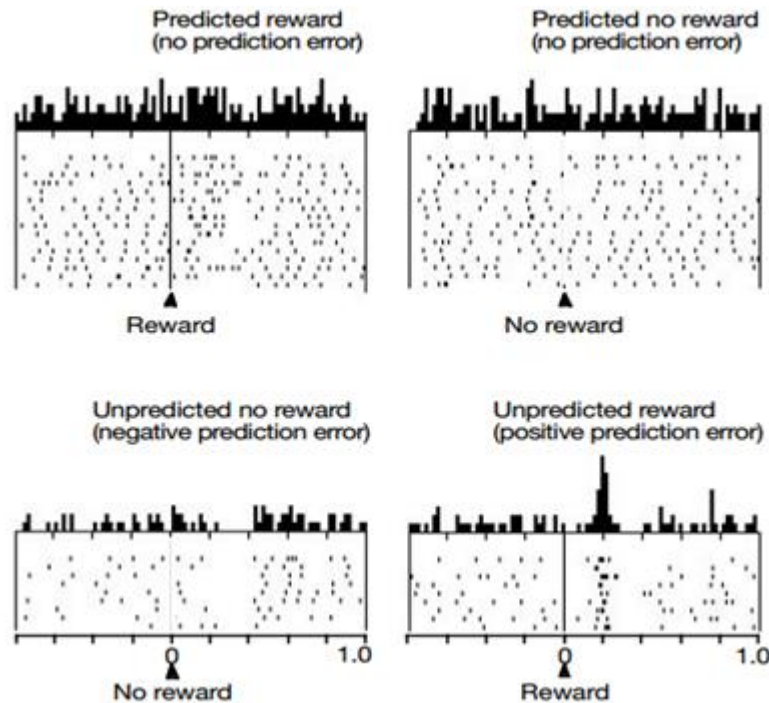 Predicted reward
(no prediction error)
Predicted no reward
(no prediction error)
Reward
No reward
Unpredicted no reward
(negative prediction error)
Unpredicted reward
(positive prediction error)
0
1.0
0
1.0
No reward
Reward